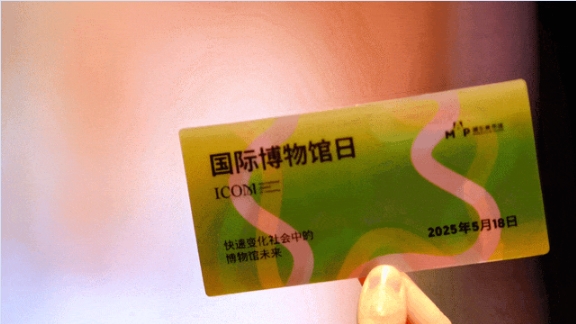 国际博物馆日
ICOM
快速变化社会中的
博物馆未来
2025年5月18日